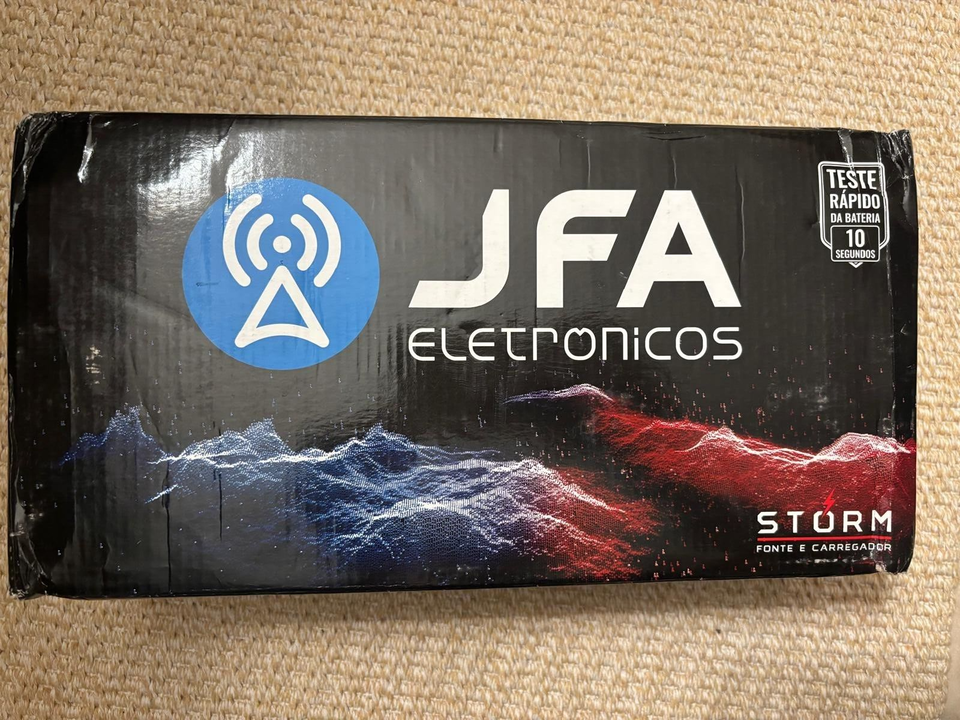 JFA
ELETRONICOS
TESTE
RÁPIDO
DA BATERIA
10
SEGUNDOS
STORM
FONTE E CARREGADOR